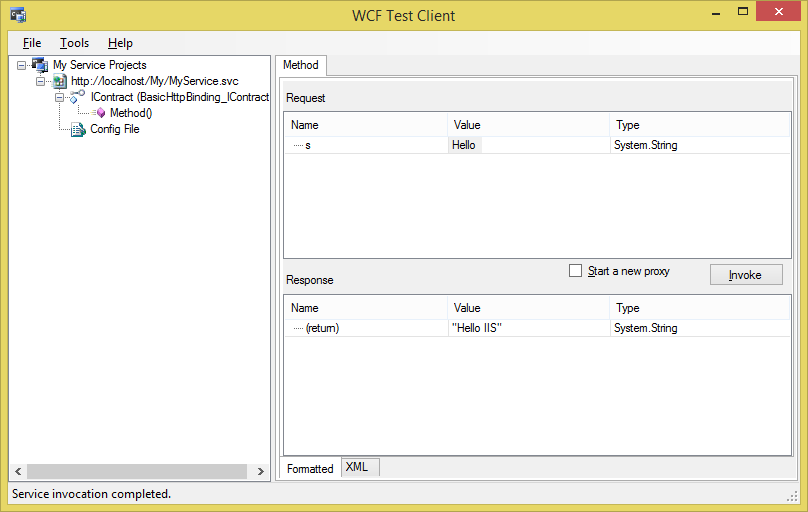 WCF Test Client
File Tools Help
My Service Projects
http://localhost/My/MyService.svc
IContract (BasicHttpBinding_IContract
Method()
Config File
Method
Request
Name Value Type
s Hello System.String
Start a new proxy Invoke
Response
Name Value Type
(return) "Hello IIS" System.String
Formatted XML
Service invocation completed.